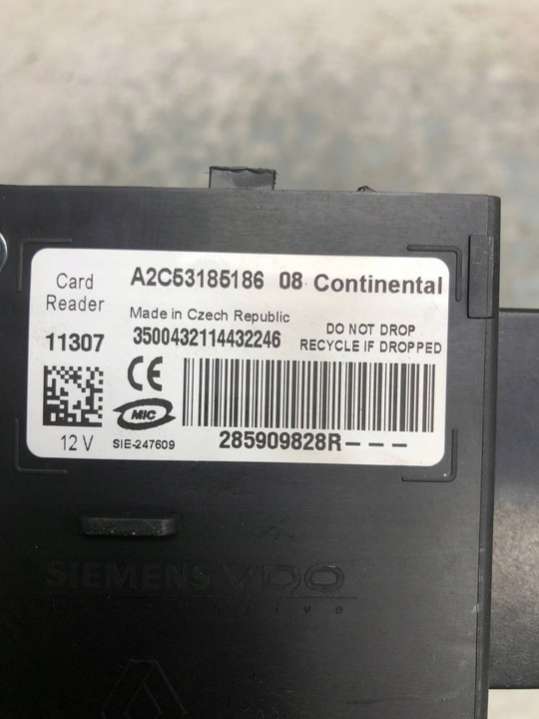 Card
Reader
A2C53185186 08 Continental
Made in Czech Republic
11307
3500432114432246
DO NOT DROP
RECYCLE IF DROPPED
CE
MIC
12 V
SIE-247609
285909828R---
SIEMENS VDO